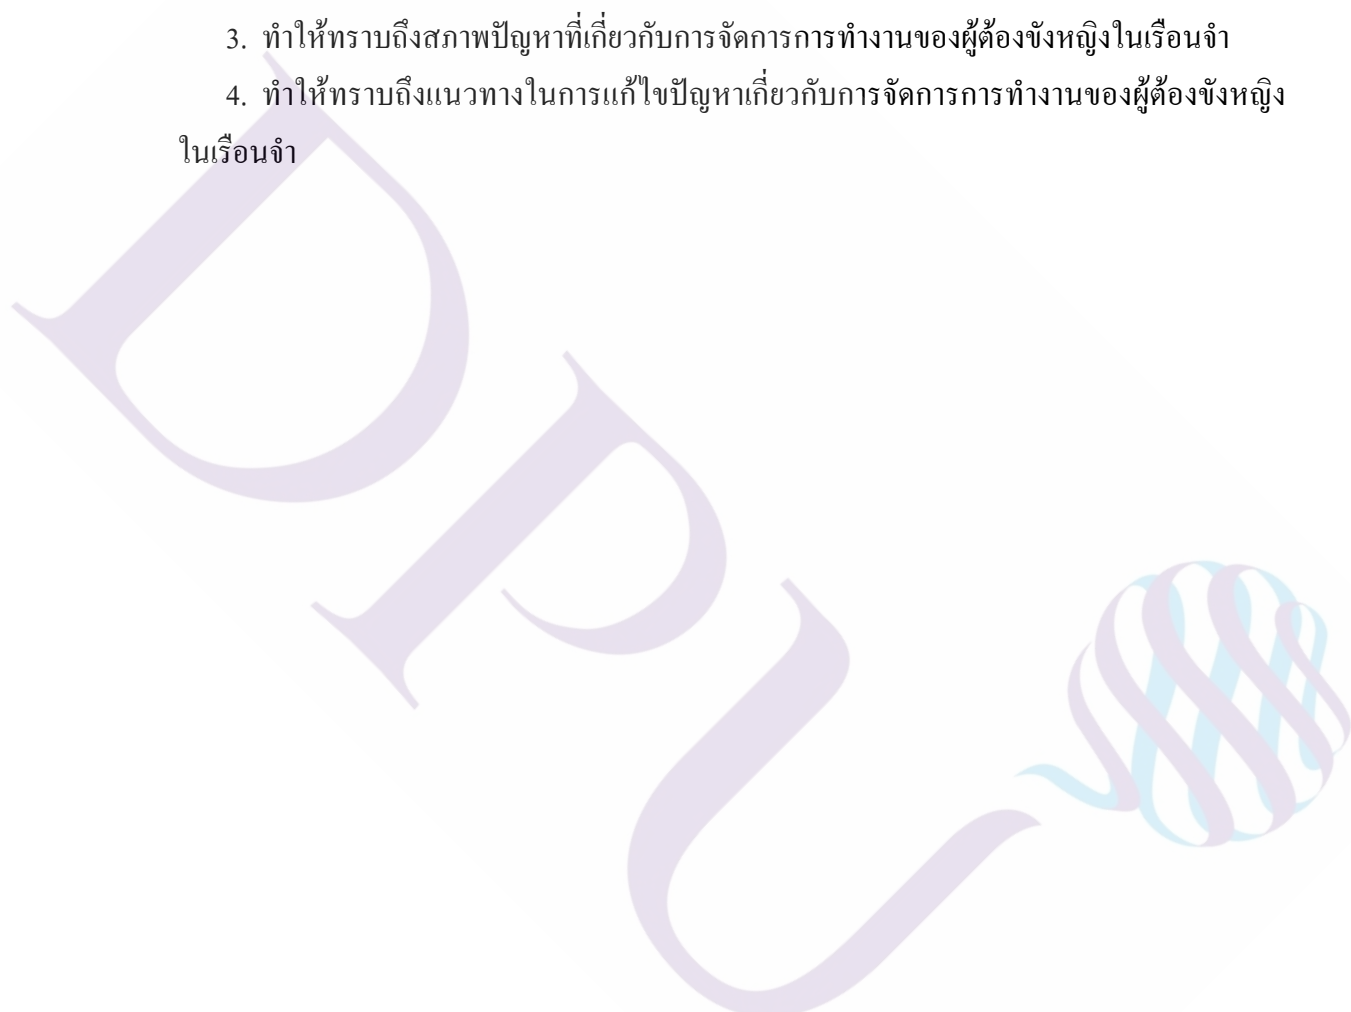 3. ทำให้ทราบถึงสภาพปัญหาที่เกี่ยวกับการจัดการการทำงานของผู้ต้องขังหญิงในเรือนจำ
4. ทำให้ทราบถึงแนวทางในการแก้ไขปัญหาเกี่ยวกับการจัดการการทำงานของผู้ต้องขังหญิง
ในเรือนจำ
DPU